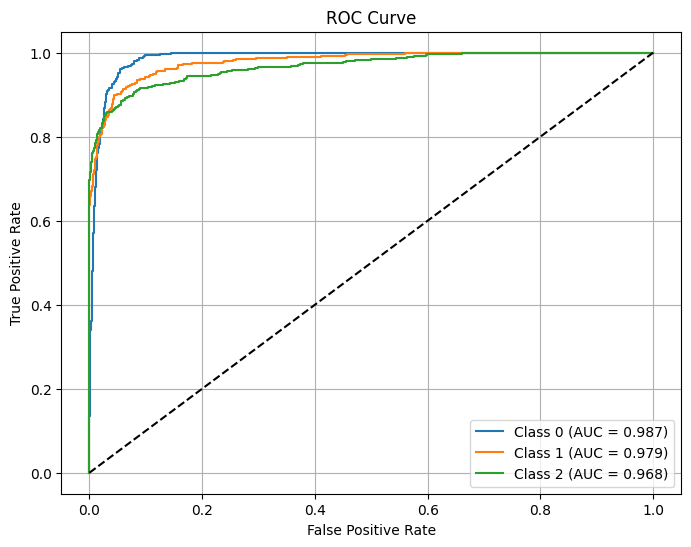 ROC Curve
True Positive Rate
1.0
0.8
0.6
0.4
0.2
0.0
Class 0 (AUC = 0.987)
Class 1 (AUC = 0.979)
Class 2 (AUC = 0.968)
0.0 0.2 0.4 0.6 0.8 1.0
False Positive Rate